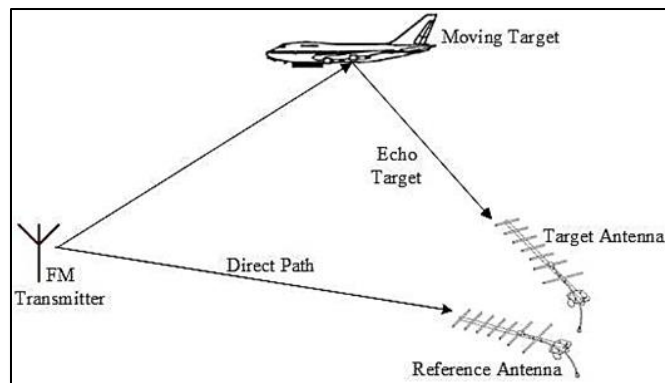 Moving Target
Echo
Target
Target Antenna
Direct Path
FM
Transmitter
Reference Antenna